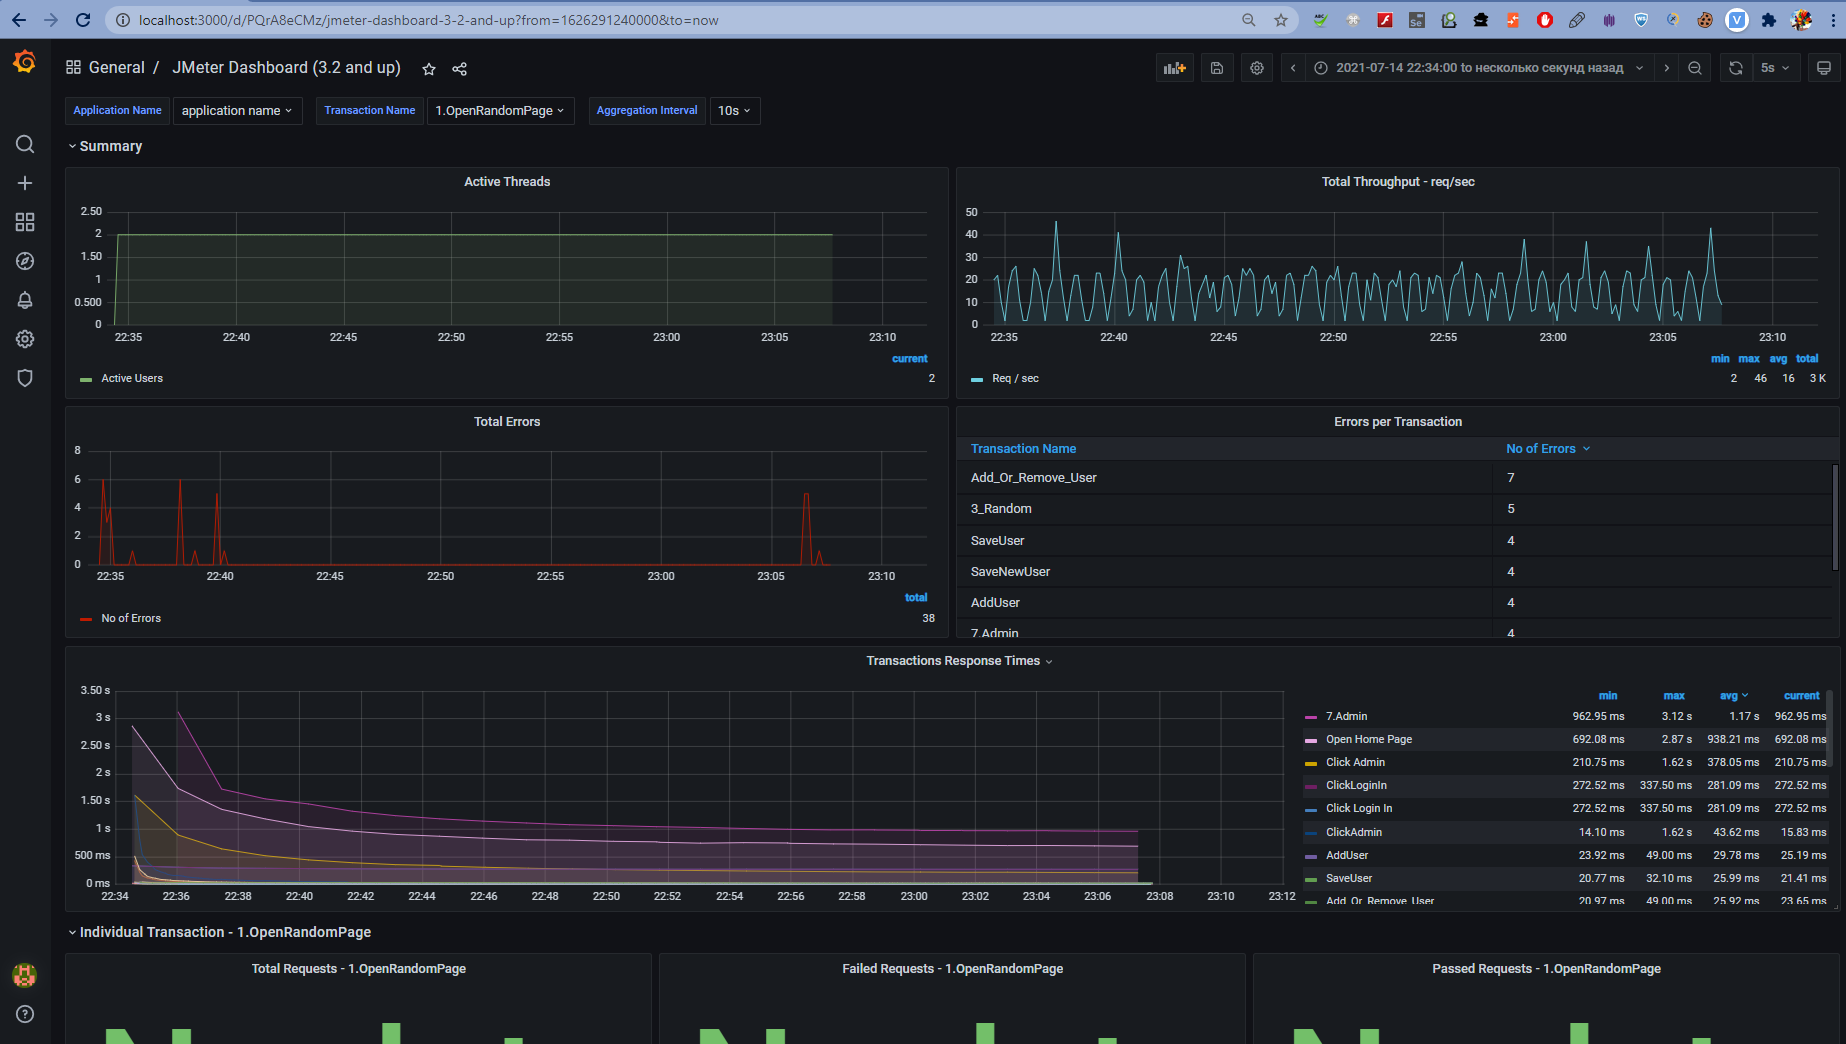 localhost:3000/d/PQrA8eCMz/jmeter-dashboard-3-2-and-up?from=1626291240000&to=now
General / JMeter Dashboard (3.2 and up)
2021-07-14 22:34:00 to несколько секунд назад
5s
Application Name application name Transaction Name 1.OpenRandomPage Aggregation Interval 10s
Summary
Active Threads
2.50
2
1.50
1
0.500
0
22:35 22:40 22:45 22:50 22:55 23:00 23:05 23:10
current
Active Users 2
Total Throughput - req/sec
50
40
30
20
10
0
22:35 22:40 22:45 22:50 22:55 23:00 23:05 23:10
min max avg total
Req / sec 2 46 16 3 K
Total Errors
8
6
4
2
0
22:35 22:40 22:45 22:50 22:55 23:00 23:05 23:10
total
No of Errors 38
Errors per Transaction
Transaction Name No of Errors
Add_Or_Remove_User 7
3_Random 5
SaveUser 4
SaveNewUser 4
AddUser 4
7.Admin 4
Transactions Response Times
3.50 s
3 s
2.50 s
2 s
1.50 s
1 s
500 ms
0 ms
22:34 22:36 22:38 22:40 22:42 22:44 22:46 22:48 22:50 22:52 22:54 22:56 22:58 23:00 23:02 23:04 23:06 23:08 23:10 23:12
min max avg current
7.Admin 962.95 ms 3.12 s 1.17 s 962.95 ms
Open Home Page 692.08 ms 2.87 s 938.21 ms 692.08 ms
Click Admin 210.75 ms 1.62 s 378.05 ms 210.75 ms
ClickLoginIn 272.52 ms 337.50 ms 281.09 ms 272.52 ms
Click Login In 272.52 ms 337.50 ms 281.09 ms 272.52 ms
ClickAdmin 14.10 ms 1.62 s 43.62 ms 15.83 ms
AddUser 23.92 ms 49.00 ms 29.78 ms 25.19 ms
SaveUser 20.77 ms 32.10 ms 25.99 ms 21.41 ms
Add_Or_Remove_User 20.97 ms 49.00 ms 25.92 ms 23.65 ms
Individual Transaction - 1.OpenRandomPage
Total Requests - 1.OpenRandomPage
Failed Requests - 1.OpenRandomPage
Passed Requests - 1.OpenRandomPage